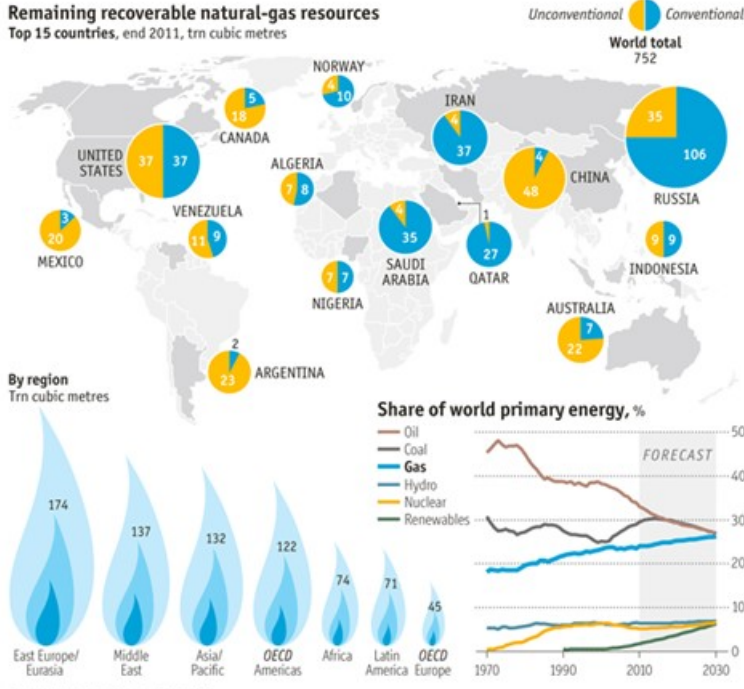 Remaining recoverable natural-gas resources
Top 15 countries, end 2011, trn cubic metres
Unconventional Conventional
World total
752
NORWAY
4
10
5
18
CANADA
IRAN
4
37
35
106
RUSSIA
UNITED
STATES
37 37
ALGERIA
7 8
4
48
CHINA
3
20
MEXICO
VENEZUELA
11 9
4
35
SAUDI
ARABIA
1
27
QATAR
9 9
INDONESIA
7 7
NIGERIA
AUSTRALIA
7
22
2
23
ARGENTINA
By region
Trn cubic metres
174
137
132
122
74
71
45
East Europe/
Eurasia
Middle
East
Asia/
Pacific
OECD
Americas
Africa
Latin
America
OECD
Europe
Share of world primary energy, %
Oil
Coal
Gas
Hydro
Nuclear
Renewables
FORECAST
50
40
30
20
10
0
1970 1990 2010 2030